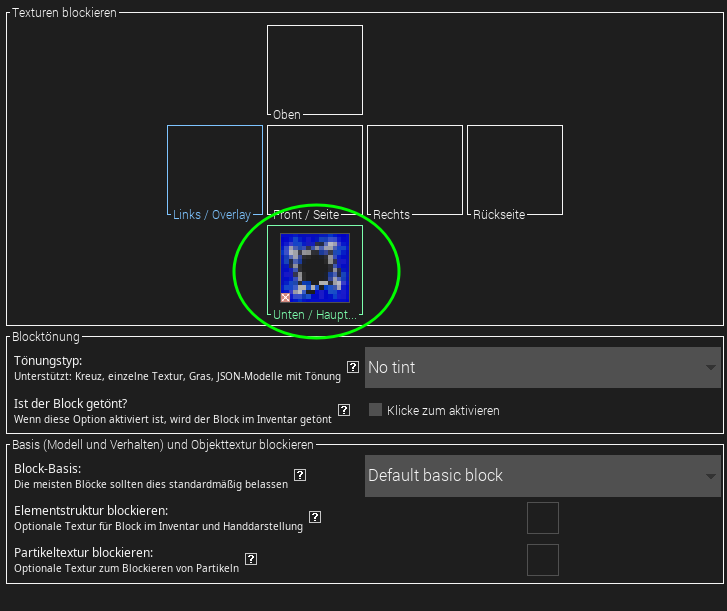 Texturen blockieren
Oben
Links / Overlay
Front / Seite
Rechts
Rückseite
Unten / Haupt...
Blocktönung
Tönungstyp:
Unterstützt: Kreuz, einzelne Textur, Gras, JSON-Modelle mit Tönung
?
No tint
Ist der Block getönt?
Wenn diese Option aktiviert ist, wird der Block im Inventar getönt
?
Klicke zum aktivieren
Basis (Modell und Verhalten) und Objekttextur blockieren
Block-Basis:
Die meisten Blöcke sollten dies standardmäßig belassen
?
Default basic block
Elementstruktur blockieren:
Optionale Textur für Block im Inventar und Handdarstellung
?
Partikeltextur blockieren:
Optionale Textur zum Blockieren von Partikeln
?